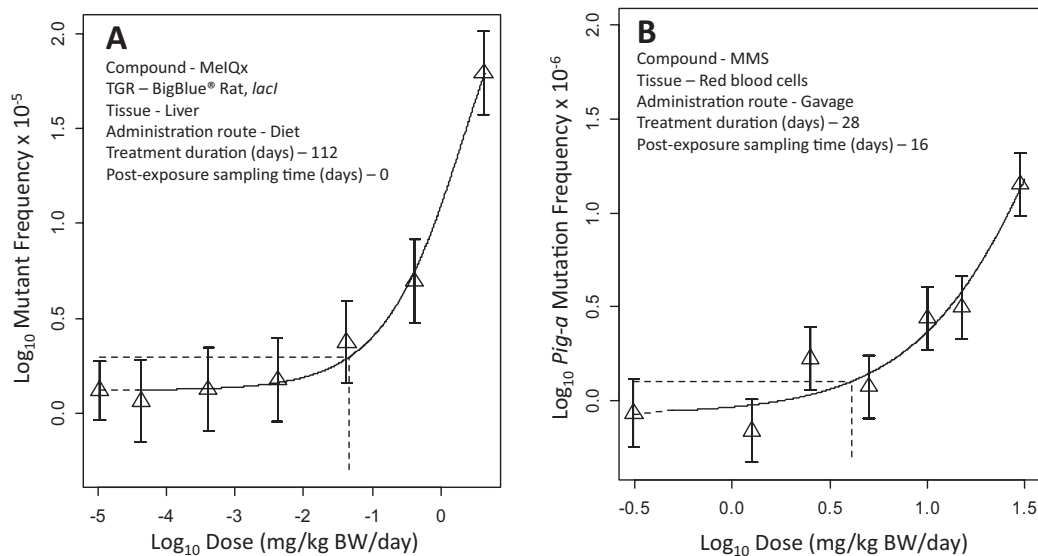 A
Compound - MeIQx
TGR – BigBlue® Rat, lacI
Tissue - Liver
Administration route - Diet
Treatment duration (days) – 112
Post-exposure sampling time (days) – 0
Log₁₀ Mutant Frequency x 10⁻⁵
2.0
1.5
1.0
0.5
0.0
-5 -4 -3 -2 -1 0
Log₁₀ Dose (mg/kg BW/day)
B
Compound - MMS
Tissue – Red blood cells
Administration route - Gavage
Treatment duration (days) – 28
Post-exposure sampling time (days) – 16
Log₁₀ Pig-a Mutation Frequency x 10⁻⁶
2.0
1.5
1.0
0.5
0.0
-0.5 0.0 0.5 1.0 1.5
Log₁₀ Dose (mg/kg BW/day)